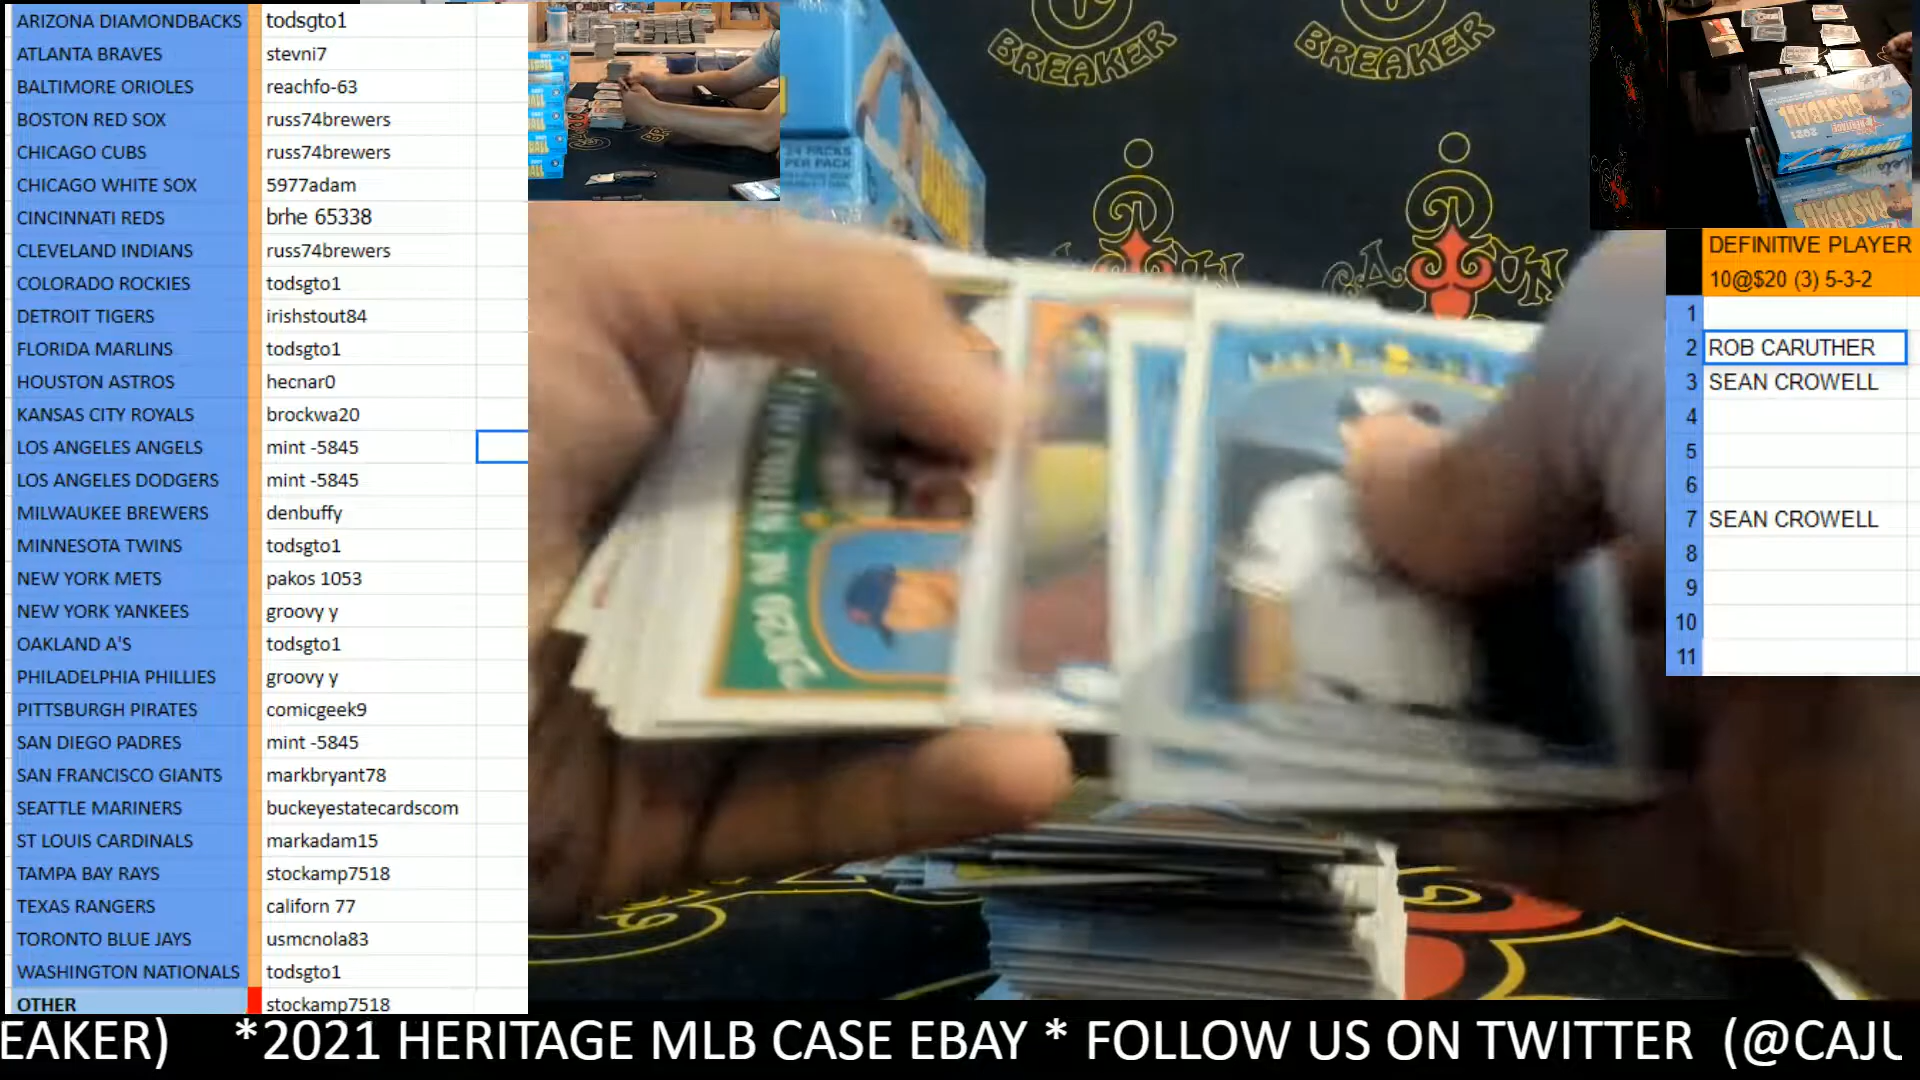 ARIZONA DIAMONDBACKS todsgto1
ATLANTA BRAVES stevni7
BALTIMORE ORIOLES reachfo-63
BOSTON RED SOX russ74brewers
CHICAGO CUBS russ74brewers
CHICAGO WHITE SOX 5977adam
CINCINNATI REDS brhe 65338
CLEVELAND INDIANS russ74brewers
COLORADO ROCKIES todsgto1
DETROIT TIGERS irishstout84
FLORIDA MARLINS todsgto1
HOUSTON ASTROS hecnar0
KANSAS CITY ROYALS brockwa20
LOS ANGELES ANGELS mint -5845
LOS ANGELES DODGERS mint -5845
MILWAUKEE BREWERS denbuffy
MINNESOTA TWINS todsgto1
NEW YORK METS pakos 1053
NEW YORK YANKEES groovy y
OAKLAND A'S todsgto1
PHILADELPHIA PHILLIES groovy y
PITTSBURGH PIRATES comicgeek9
SAN DIEGO PADRES mint -5845
SAN FRANCISCO GIANTS markbryant78
SEATTLE MARINERS buckeyestatecardscom
ST LOUIS CARDINALS markadam15
TAMPA BAY RAYS stockamp7518
TEXAS RANGERS californ 77
TORONTO BLUE JAYS usmcnola83
WASHINGTON NATIONALS todsgto1
OTHER stockamp7518
BREAKER
BREAKER
24 PACKS
PER PACK
CAJUN
2021
BASEBALL
DEFINITIVE PLAYER
10@$20 (3) 5-3-2
1
2 ROB CARUTHER
3 SEAN CROWELL
4
5
6
7 SEAN CROWELL
8
9
10
11
EAKER) *2021 HERITAGE MLB CASE EBAY * FOLLOW US ON TWITTER (@CAJU